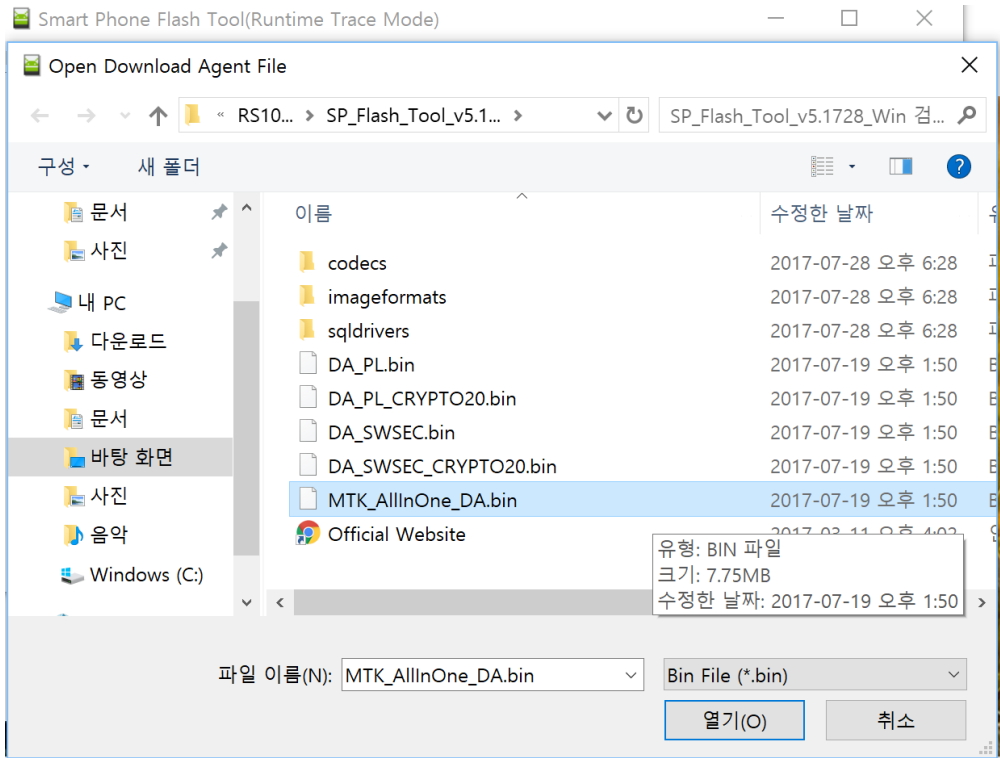 Smart Phone Flash Tool(Runtime Trace Mode)
Open Download Agent File
« RS10... > SP_Flash_Tool_v5.1... >
SP_Flash_Tool_v5.1728_Win 검...
구성
새 폴더
문서
사진
내 PC
다운로드
동영상
문서
바탕 화면
사진
음악
Windows (C:)
이름 수정한 날짜
codecs 2017-07-28 오후 6:28
imageformats 2017-07-28 오후 6:28
sqldrivers 2017-07-28 오후 6:28
DA_PL.bin 2017-07-19 오후 1:50
DA_PL_CRYPTO20.bin 2017-07-19 오후 1:50
DA_SWSEC.bin 2017-07-19 오후 1:50
DA_SWSEC_CRYPTO20.bin 2017-07-19 오후 1:50
MTK_AllInOne_DA.bin 2017-07-19 오후 1:50
Official Website
유형: BIN 파일
크기: 7.75MB
수정한 날짜: 2017-07-19 오후 1:50
파일 이름(N): MTK_AllInOne_DA.bin
Bin File (*.bin)
열기(O)
취소